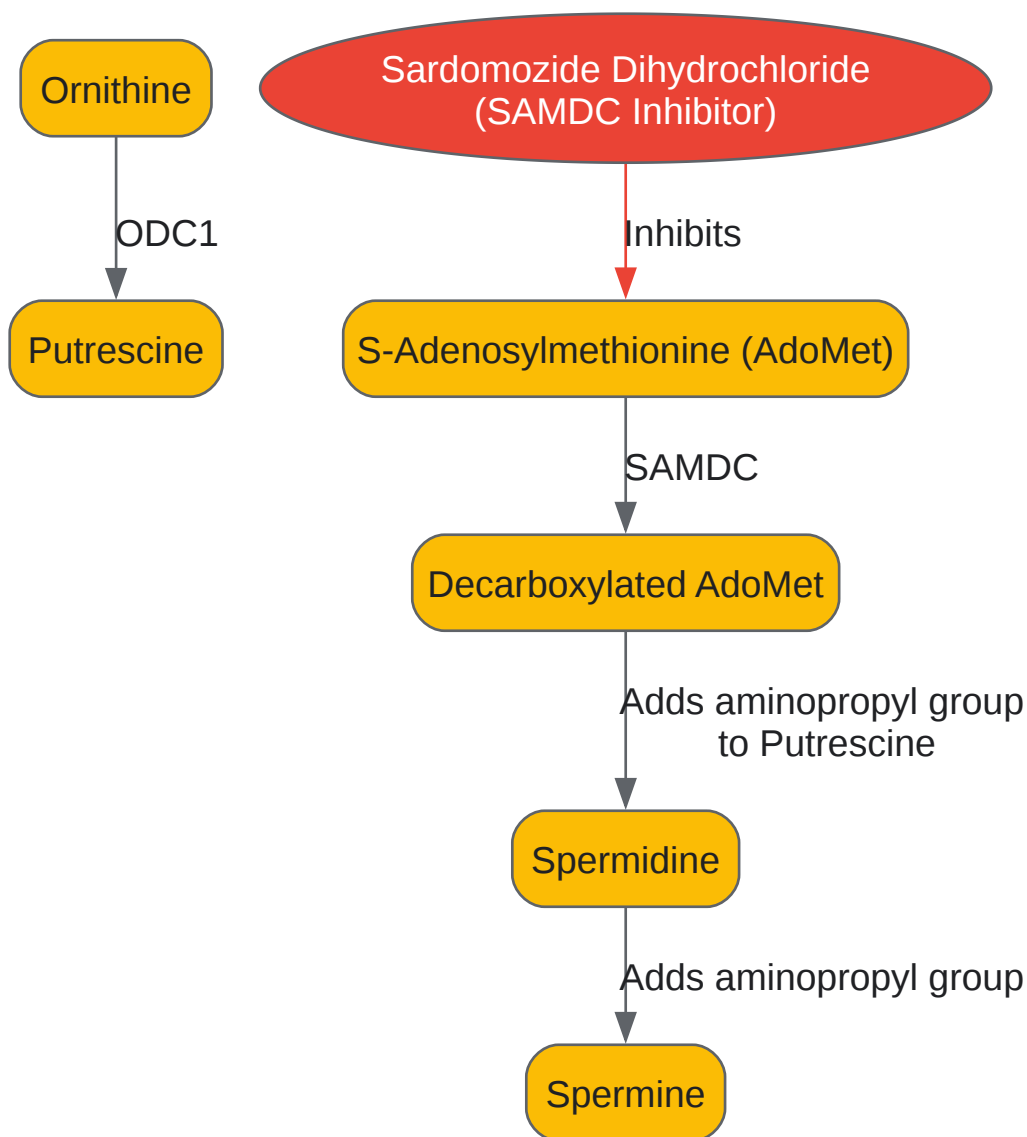 Ornithine
Sardomozide Dihydrochloride
(SAMDC Inhibitor)
ODC1
Inhibits
Putrescine
S-Adenosylmethionine (AdoMet)
SAMDC
Decarboxylated AdoMet
Adds aminopropyl group
to Putrescine
Spermidine
Adds aminopropyl group
Spermine